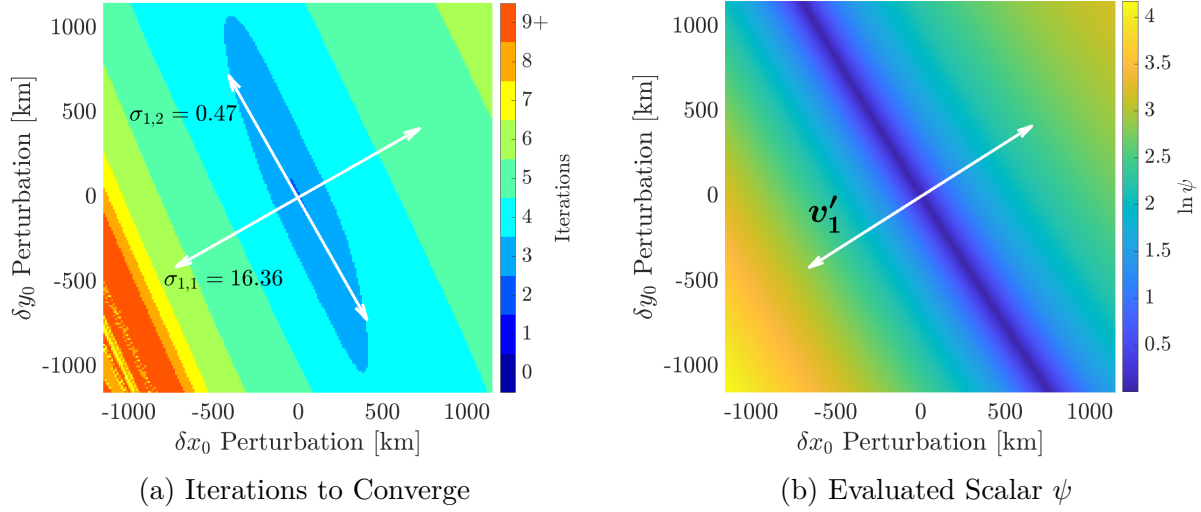 1000
500
0
-500
-1000
δy₀ Perturbation [km]
σ₁,₂ = 0.47
σ₁,₁ = 16.36
-1000 -500 0 500 1000
δx₀ Perturbation [km]
9+
8
7
6
5
4
3
2
1
0
Iterations
(a) Iterations to Converge
1000
500
0
-500
-1000
δy₀ Perturbation [km]
v′₁
-1000 -500 0 500 1000
δx₀ Perturbation [km]
4
3.5
3
2.5
2
1.5
1
0.5
ln ψ
(b) Evaluated Scalar ψ